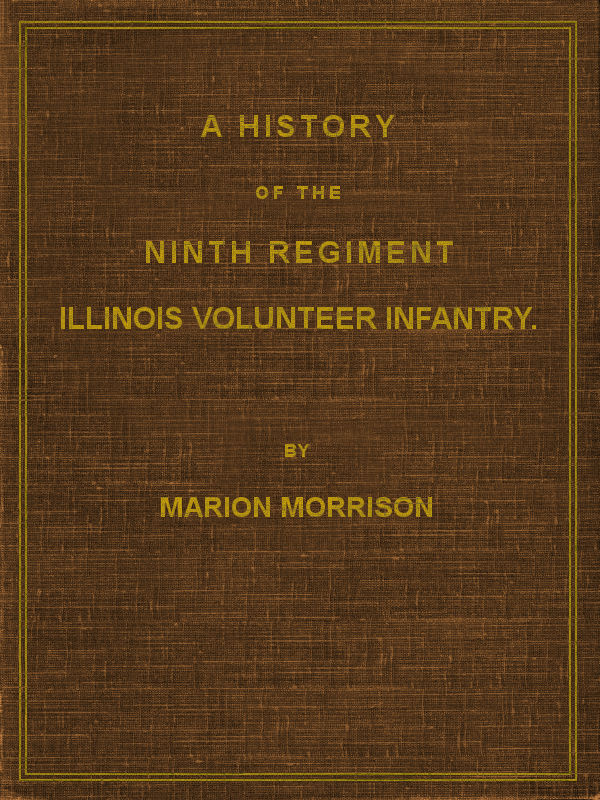 A HISTORY
OF THE
NINTH REGIMENT
ILLINOIS VOLUNTEER INFANTRY.
BY
MARION MORRISON